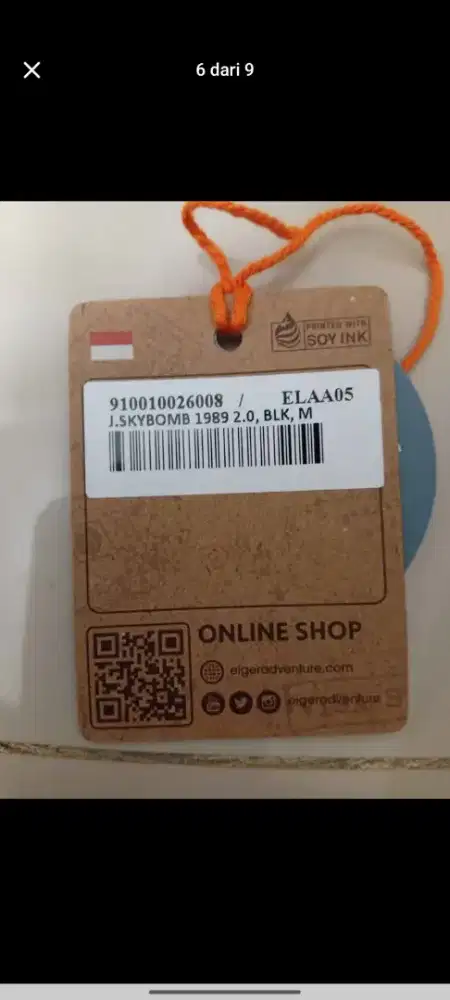 6 dari 9
PRINTED WITH
SOY INK
910010026008 / ELAA05
J.SKYBOMB 1989 2.0, BLK, M
ONLINE SHOP
eigeradventure.com
eigeradventure